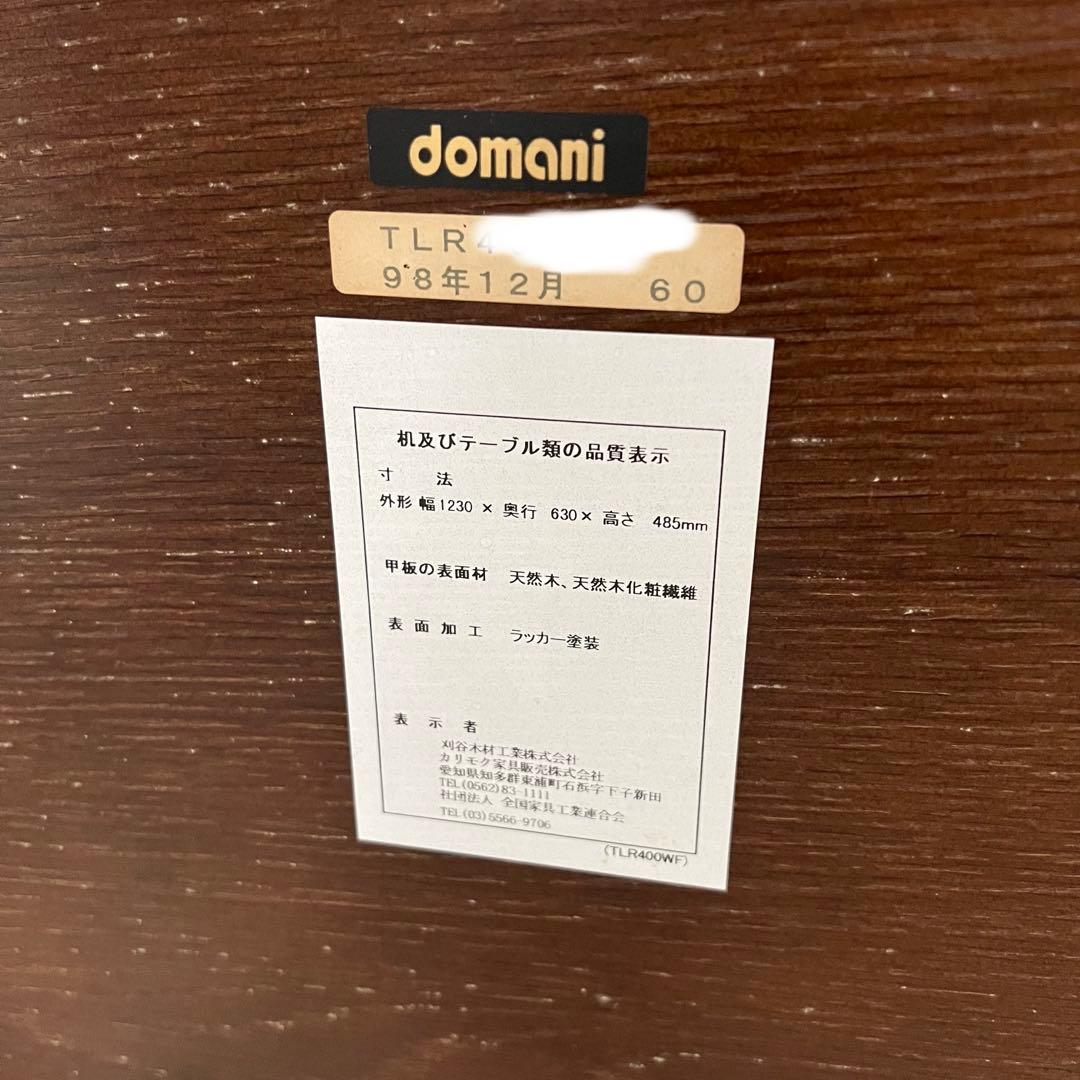 domani
TLR4
98年12月 60
机及びテーブル類の品質表示
寸 法
外形 幅1230 × 奥行 630× 高さ 485mm
甲板の表面材 天然木、天然木化粧繊維
表面加工 ラッカー塗装
表示者
刈谷木材工業株式会社
カリモク家具販売株式会社
愛知県知多群東浦町石浜字下子新田
TEL(0562)83-1111
社団法人 全国家具工業連合会
TEL(03)5566-9706
(TLR400WF)